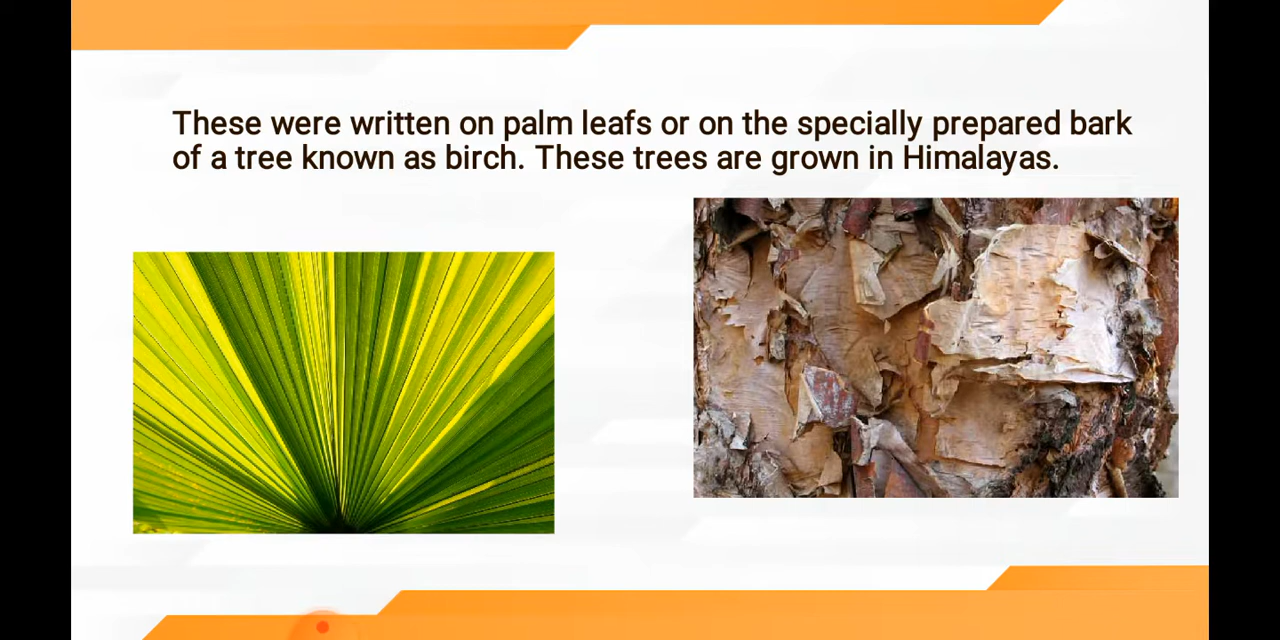 These were written on palm leafs or on the specially prepared bark
of a tree known as birch. These trees are grown in Himalayas.